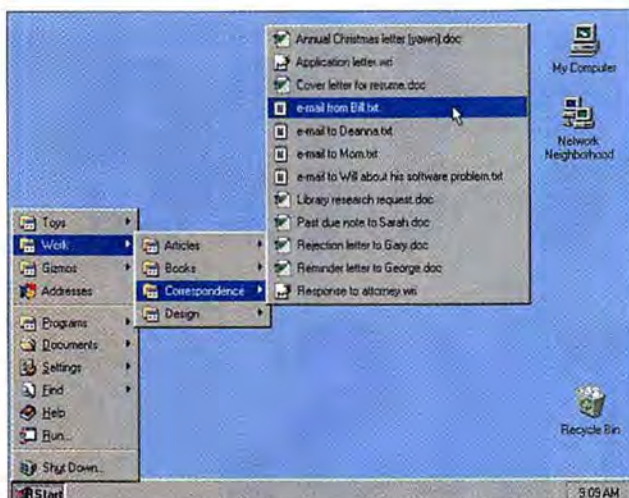 Annual Christmas letter (yawn).doc
Application letter.wri
Cover letter for resume.doc
e-mail from Bill.txt
e-mail to Deanna.txt
e-mail to Mom.txt
e-mail to Will about his software problem.txt
Library research request.doc
Past due note to Sarah.doc
Rejection letter to Gary.doc
Reminder letter to George.doc
Response to attorney.wri
My Computer
Network
Neighborhood
Toys
Work
Gizmos
Addresses
Programs
Documents
Settings
Find
Help
Run...
Shut Down...
Articles
Books
Correspondence
Design
Recycle Bin
Start
9:09 AM